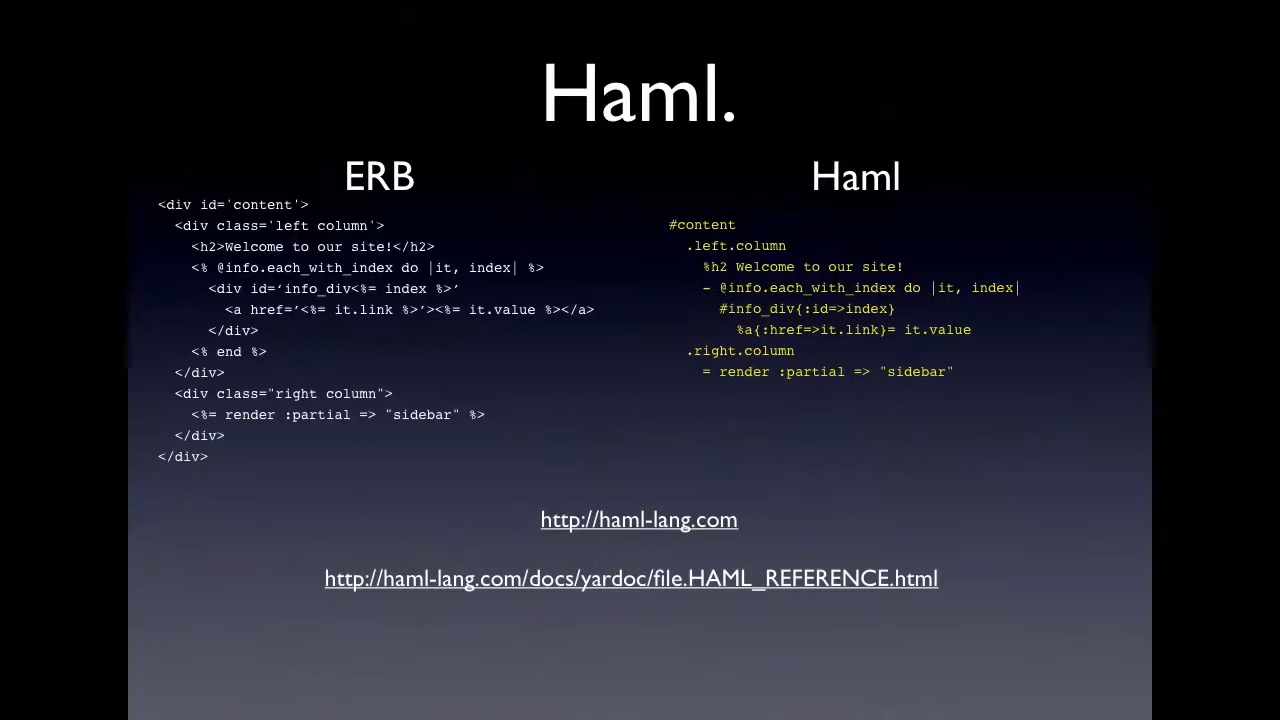 Haml.
ERB
<div id='content'>
  <div class='left column'>
    <h2>Welcome to our site!</h2>
    <% @info.each_with_index do |it, index| %>
      <div id=‘info_div<%= index %>’
        <a href=’<%= it.link %>’><%= it.value %></a>
      </div>
    <% end %>
  </div>
  <div class="right column">
    <%= render :partial => "sidebar" %>
  </div>
</div>
Haml
#content
  .left.column
    %h2 Welcome to our site!
    - @info.each_with_index do |it, index|
      #info_div{:id=>index}
        %a{:href=>it.link}= it.value
  .right.column
    = render :partial => "sidebar"
http://haml-lang.com
http://haml-lang.com/docs/yardoc/file.HAML_REFERENCE.html